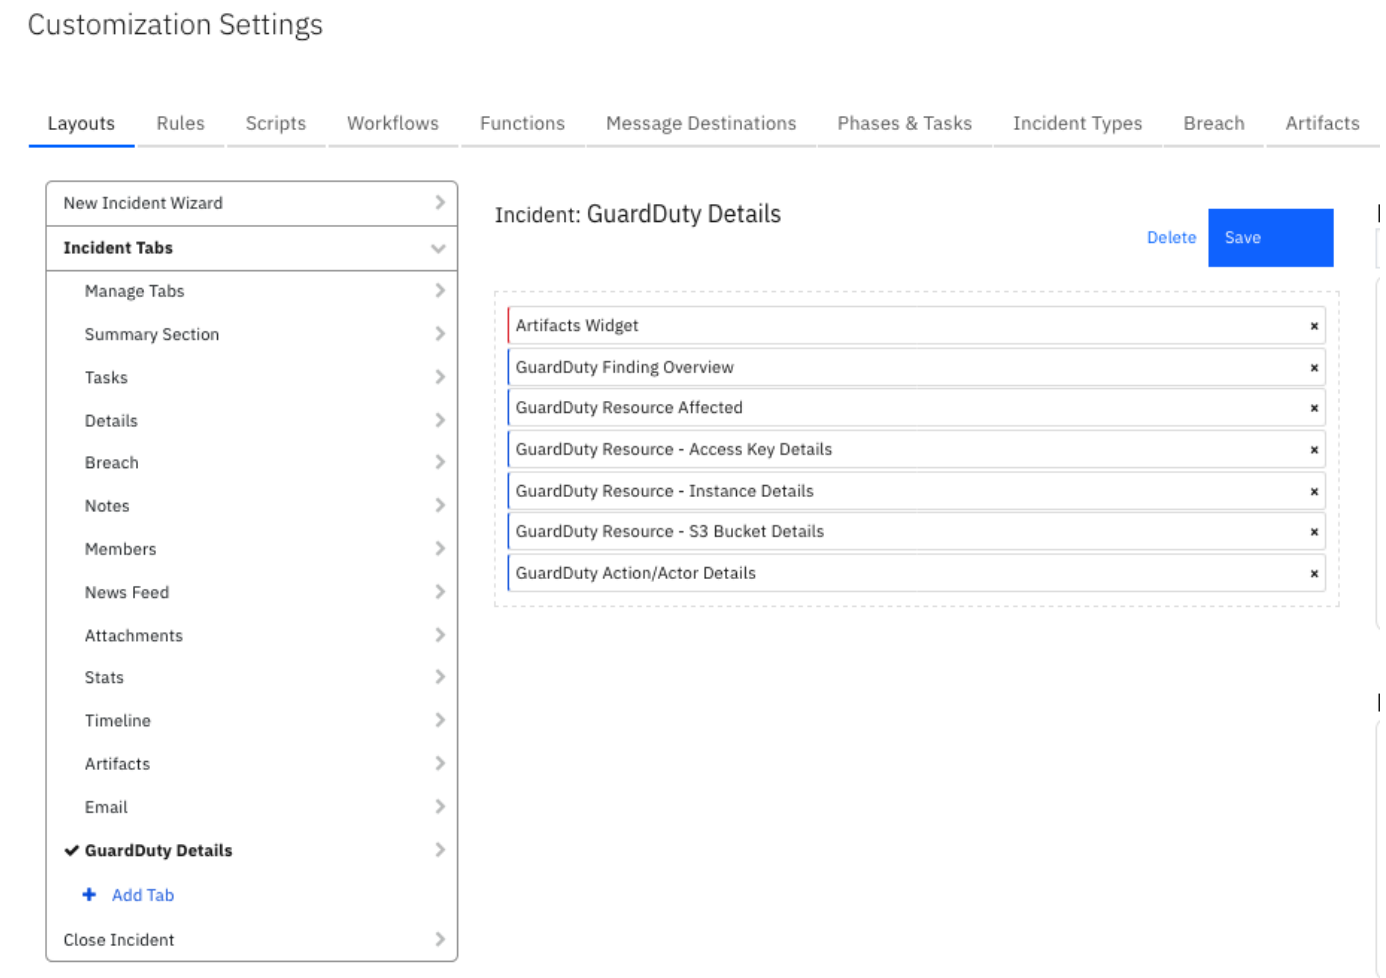 Customization Settings
Layouts Rules Scripts Workflows Functions Message Destinations Phases & Tasks Incident Types Breach Artifacts
New Incident Wizard
Incident Tabs
Manage Tabs
Summary Section
Tasks
Details
Breach
Notes
Members
News Feed
Attachments
Stats
Timeline
Artifacts
Email
GuardDuty Details
Add Tab
Close Incident
Incident: GuardDuty Details
Delete Save
Artifacts Widget
GuardDuty Finding Overview
GuardDuty Resource Affected
GuardDuty Resource - Access Key Details
GuardDuty Resource - Instance Details
GuardDuty Resource - S3 Bucket Details
GuardDuty Action/Actor Details